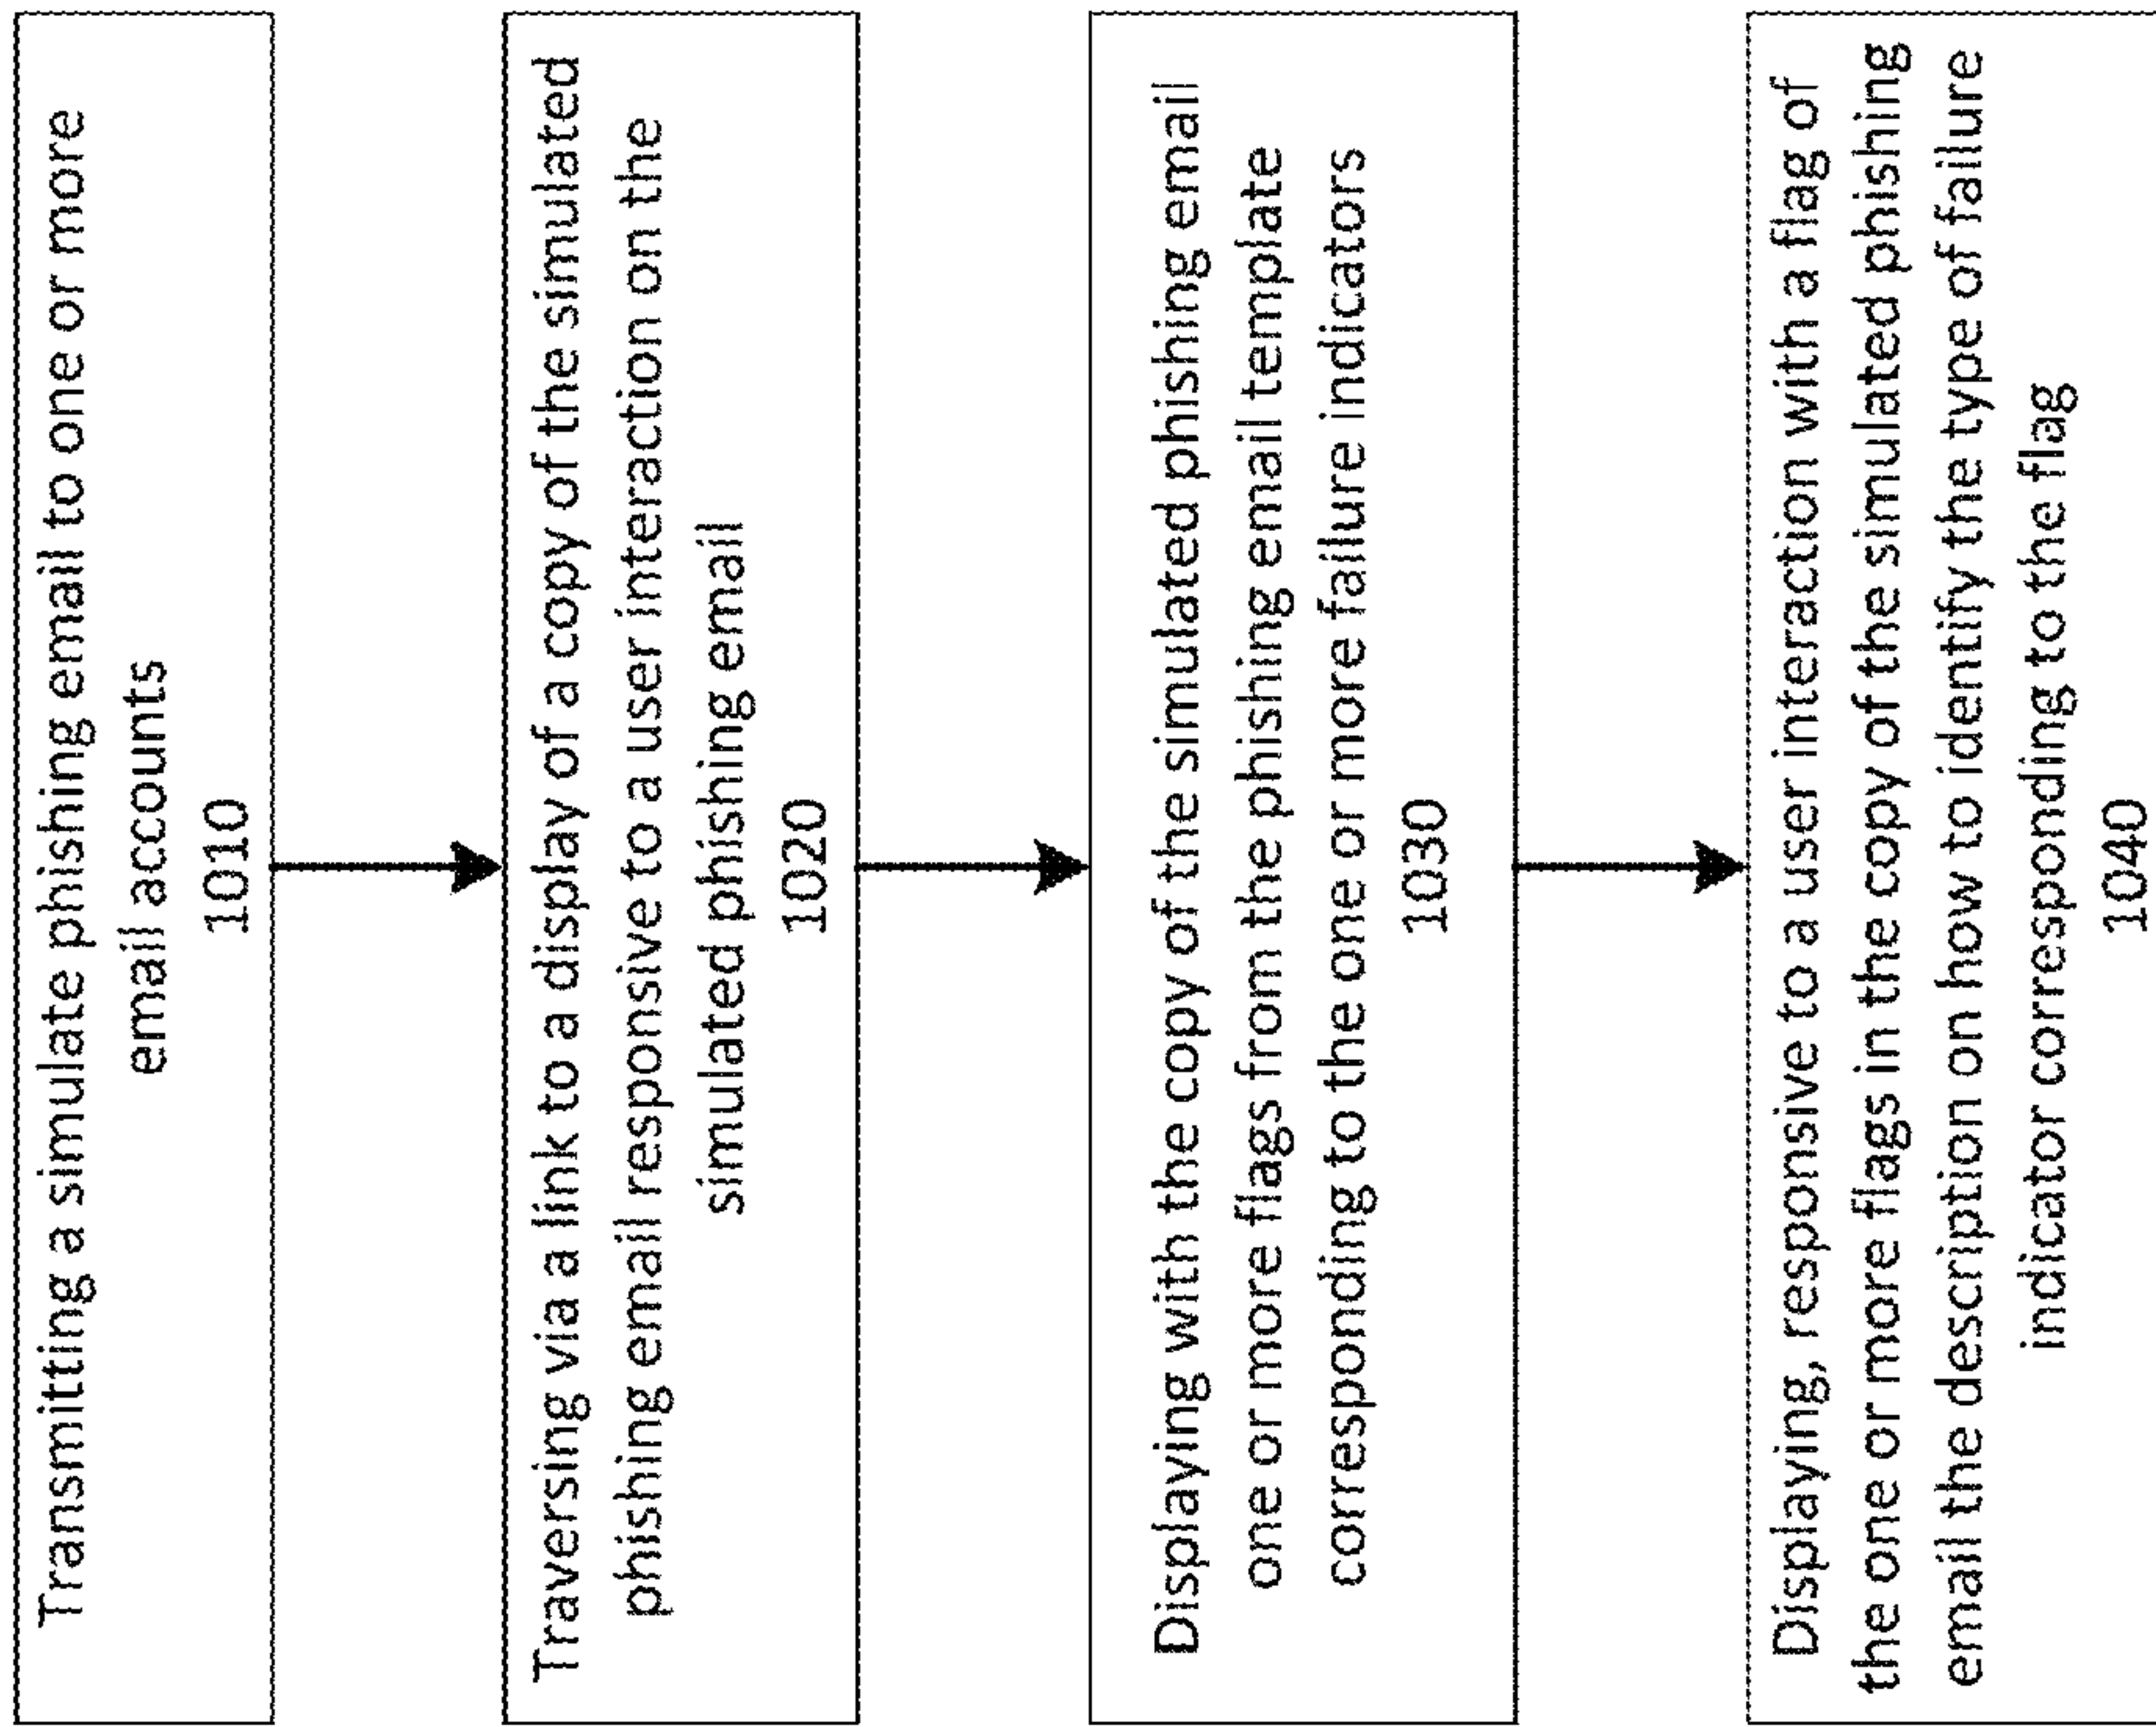 Transmitting a simulate phishing email to one or more
email accounts
1010
Traversing via a link to a display of a copy of the simulated
phishing email responsive to a user interaction on the
simulated phishing email
1020
Displaying with the copy of the simulated phishing email
one or more flags from the phishing email template
corresponding to the one or more failure indicators
1030
Displaying, responsive to a user interaction with a flag of
the one or more flags in the copy of the simulated phishing
email the description on how to identify the type of failure
indicator corresponding to the flag
1040